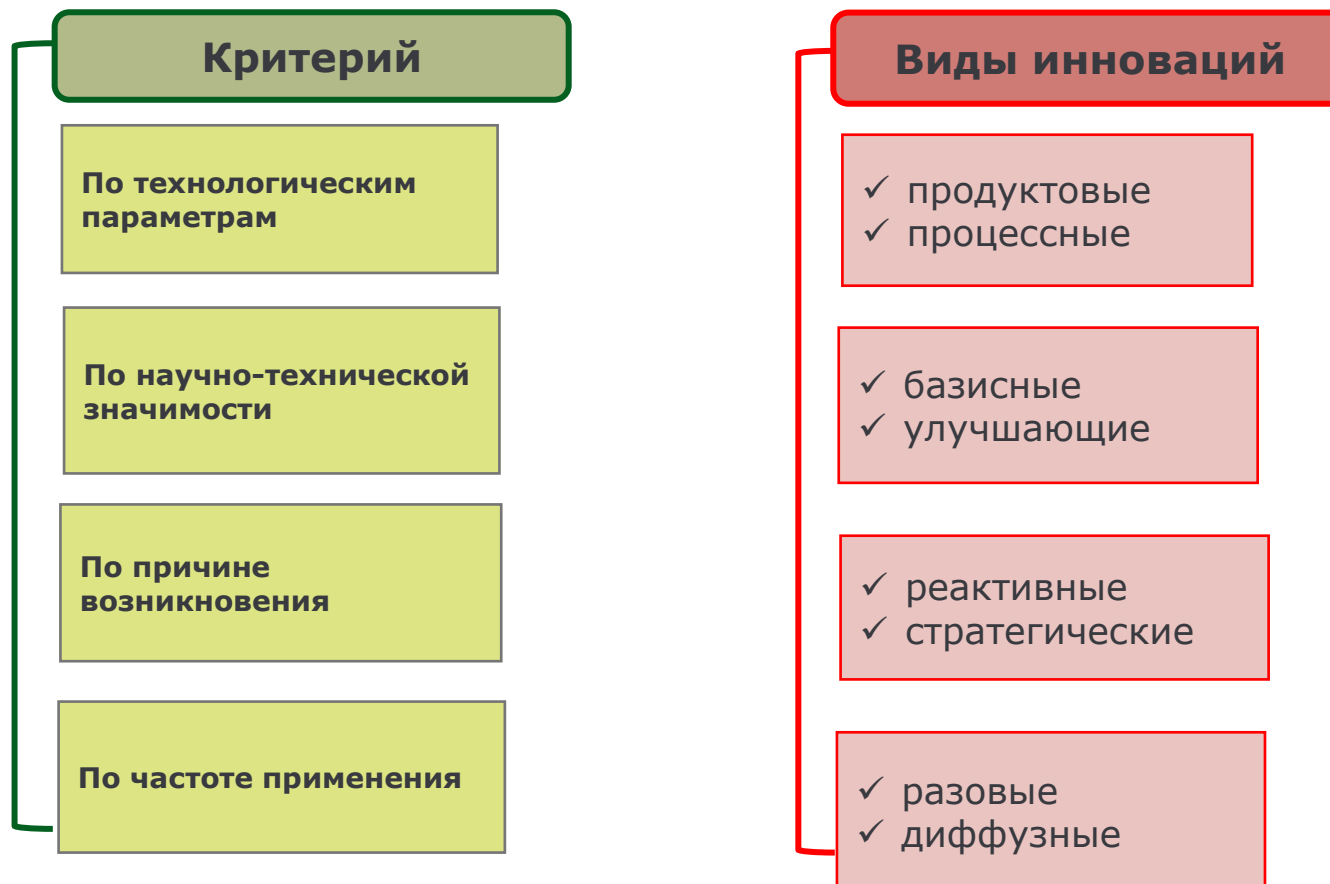 Критерий
Виды инноваций
По технологическим
параметрам
✓ продуктовые
✓ процессные
По научно-технической
значимости
✓ базисные
✓ улучшающие
По причине
возникновения
✓ реактивные
✓ стратегические
По частоте применения
✓ разовые
✓ диффузные